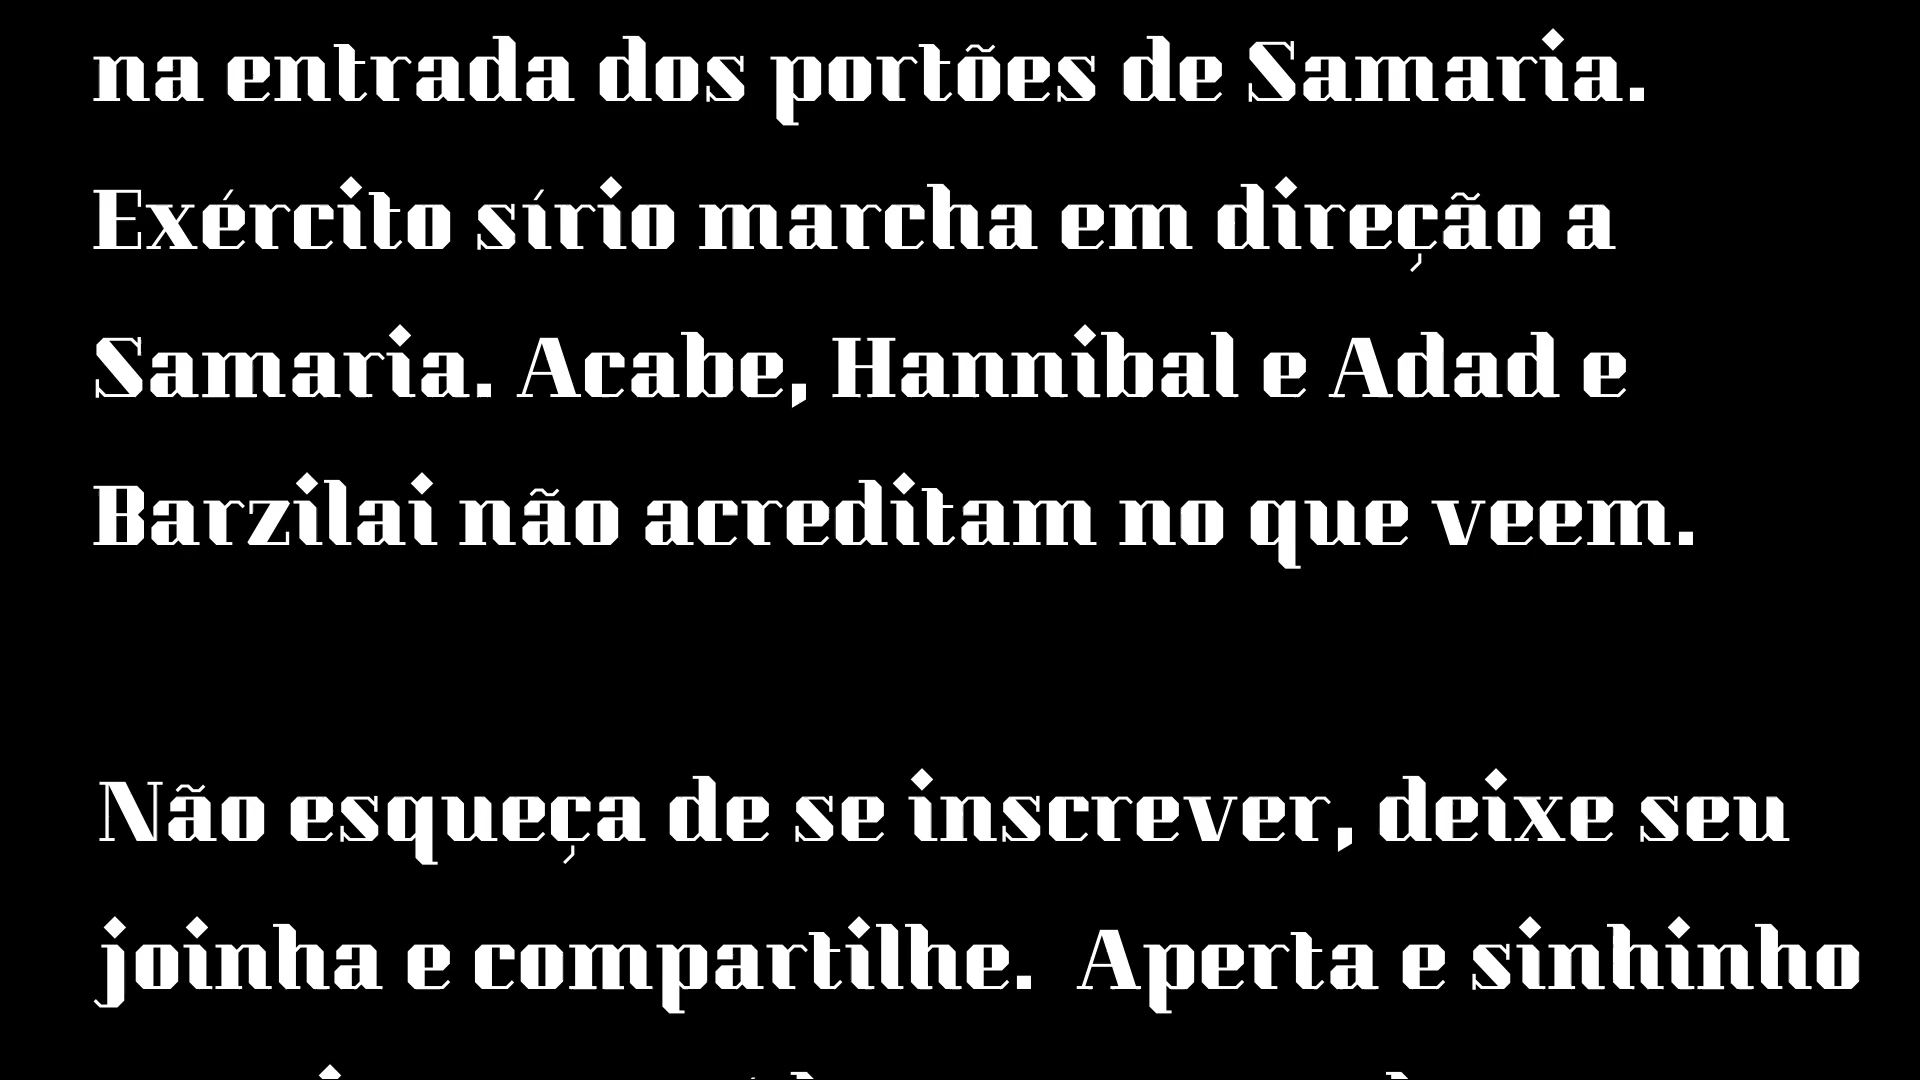 na entrada dos portões de Samaria.
Exército sírio marcha em direção a
Samaria. Acabe, Hannibal e Adad e
Barzilai não acreditam no que veem.
Não esqueça de se inscrever, deixe seu
joinha e compartilhe.  Aperta e sinhinho